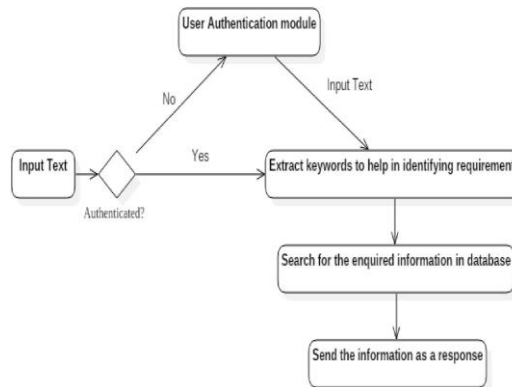 User Authentication module
No
Input Text
Input Text
Yes
Extract keywords to help in identifying requirement
Authenticated?
Search for the enquired information in database
Send the information as a response